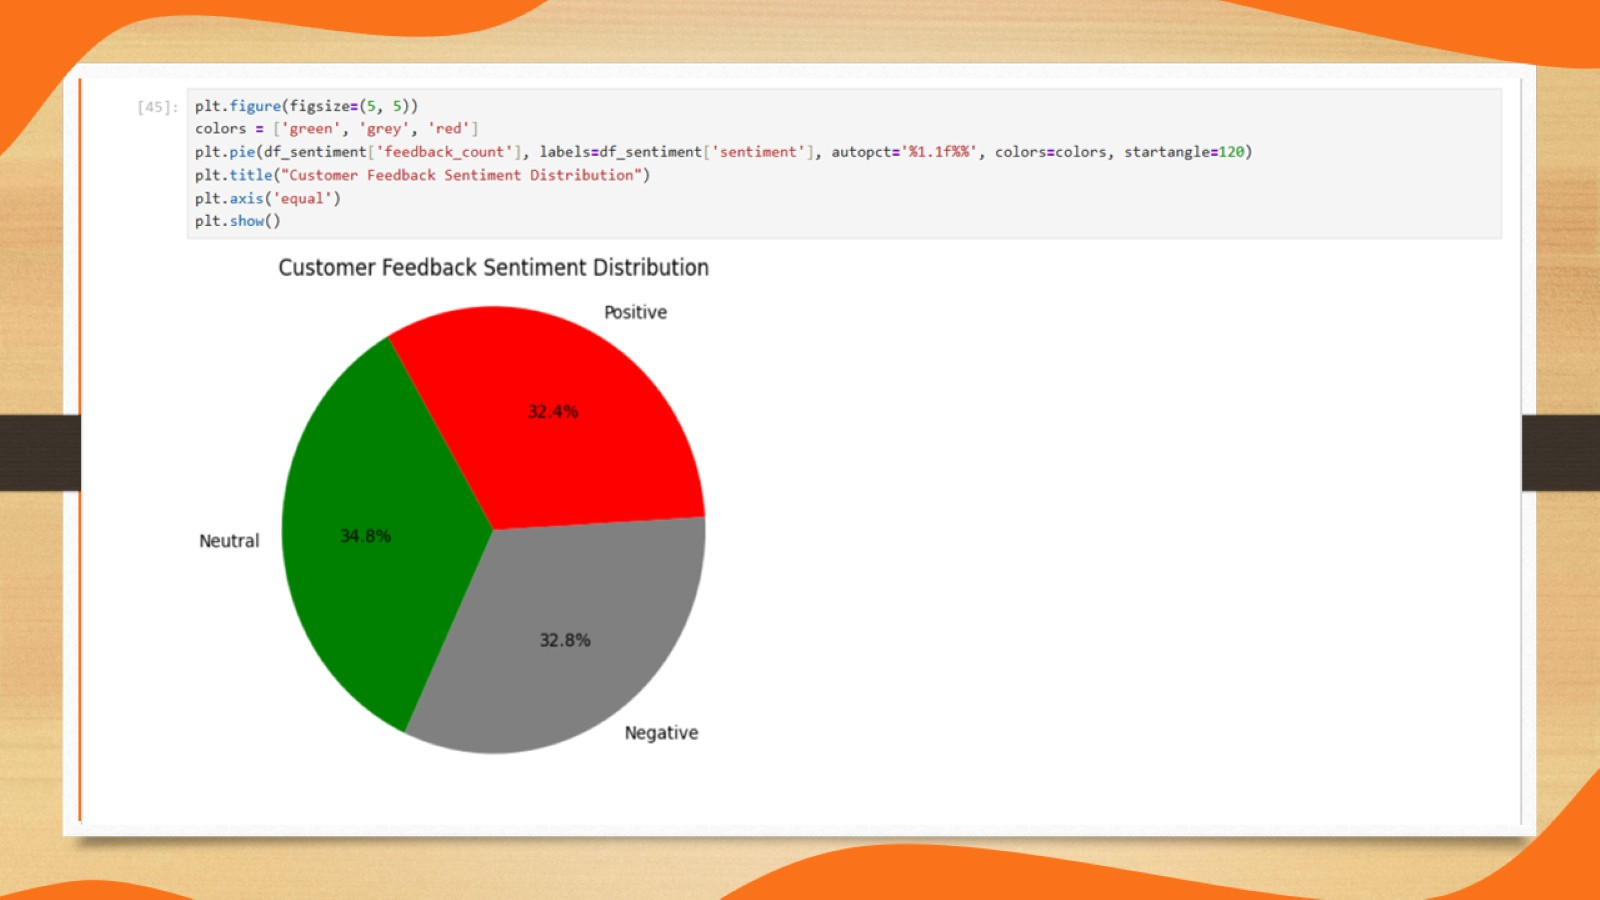 [45]:
plt.figure(figsize=(5, 5))
colors = ['green', 'grey', 'red']
plt.pie(df_sentiment['feedback_count'], labels=df_sentiment['sentiment'], autopct='%1.1f%%', colors=colors, startangle=120)
plt.title("Customer Feedback Sentiment Distribution")
plt.axis('equal')
plt.show()
Customer Feedback Sentiment Distribution
Positive
32.4%
Neutral
34.8%
32.8%
Negative